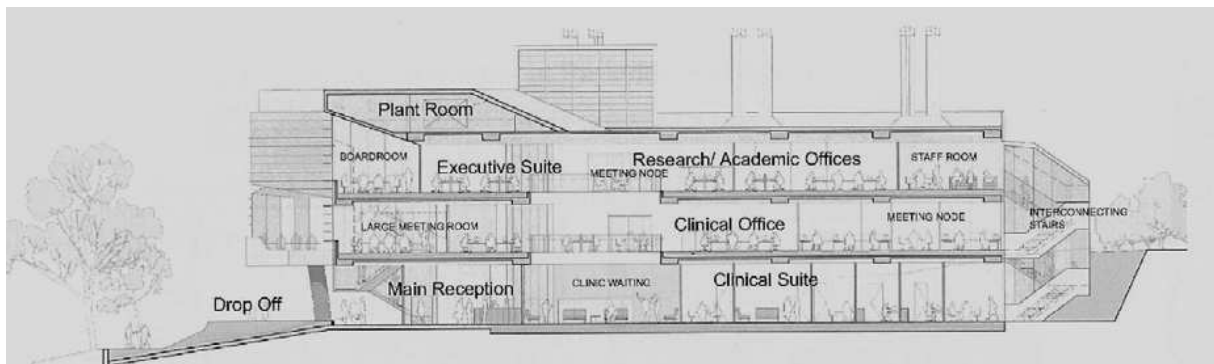 Plant Room
BOARDROOM
Executive Suite
MEETING NODE
Research/ Academic Offices
STAFF ROOM
LARGE MEETING ROOM
Clinical Office
MEETING NODE
INTERCONNECTING
STAIRS
Drop Off
Main Reception
CLINIC WAITING
Clinical Suite